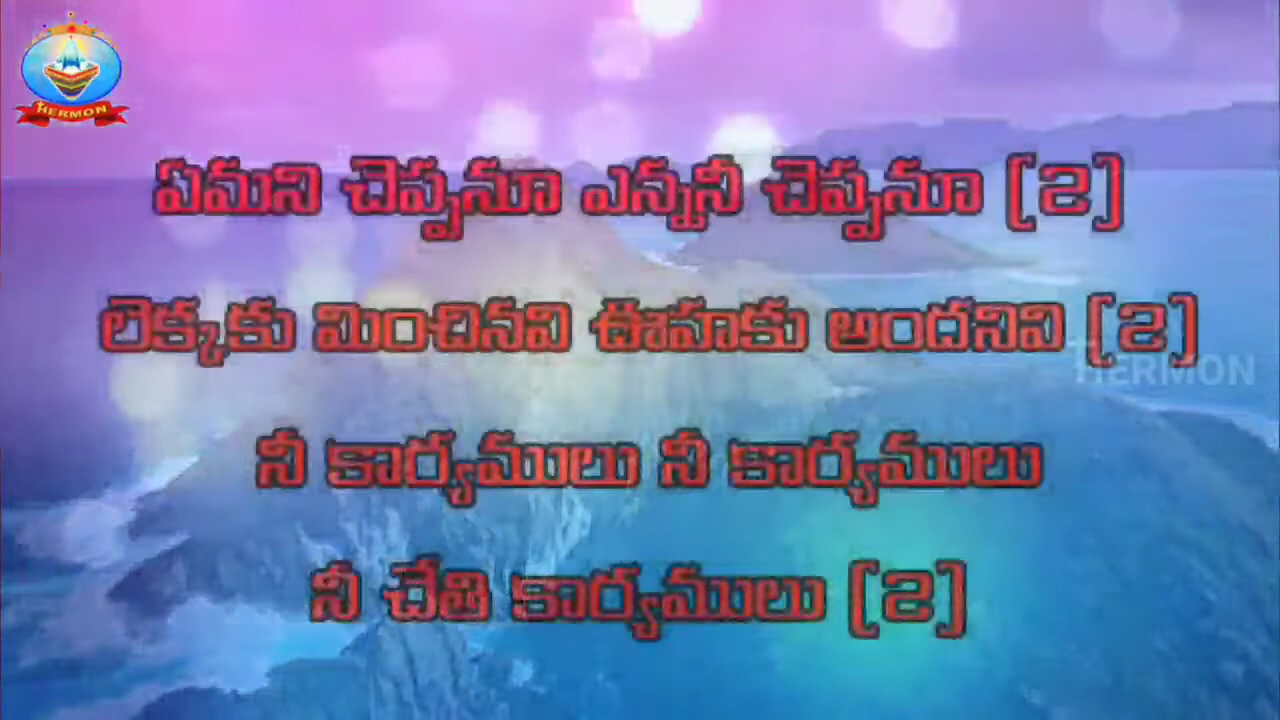 HERMON
ఏమని చెప్పనూ ఎన్ననీ చెప్పనూ (2)
లెక్కకు మించినవి ఊహకు అందనివి (2)
HERMON
నీ కార్యములు నీ కార్యములు
నీ చేతి కార్యములు (2)